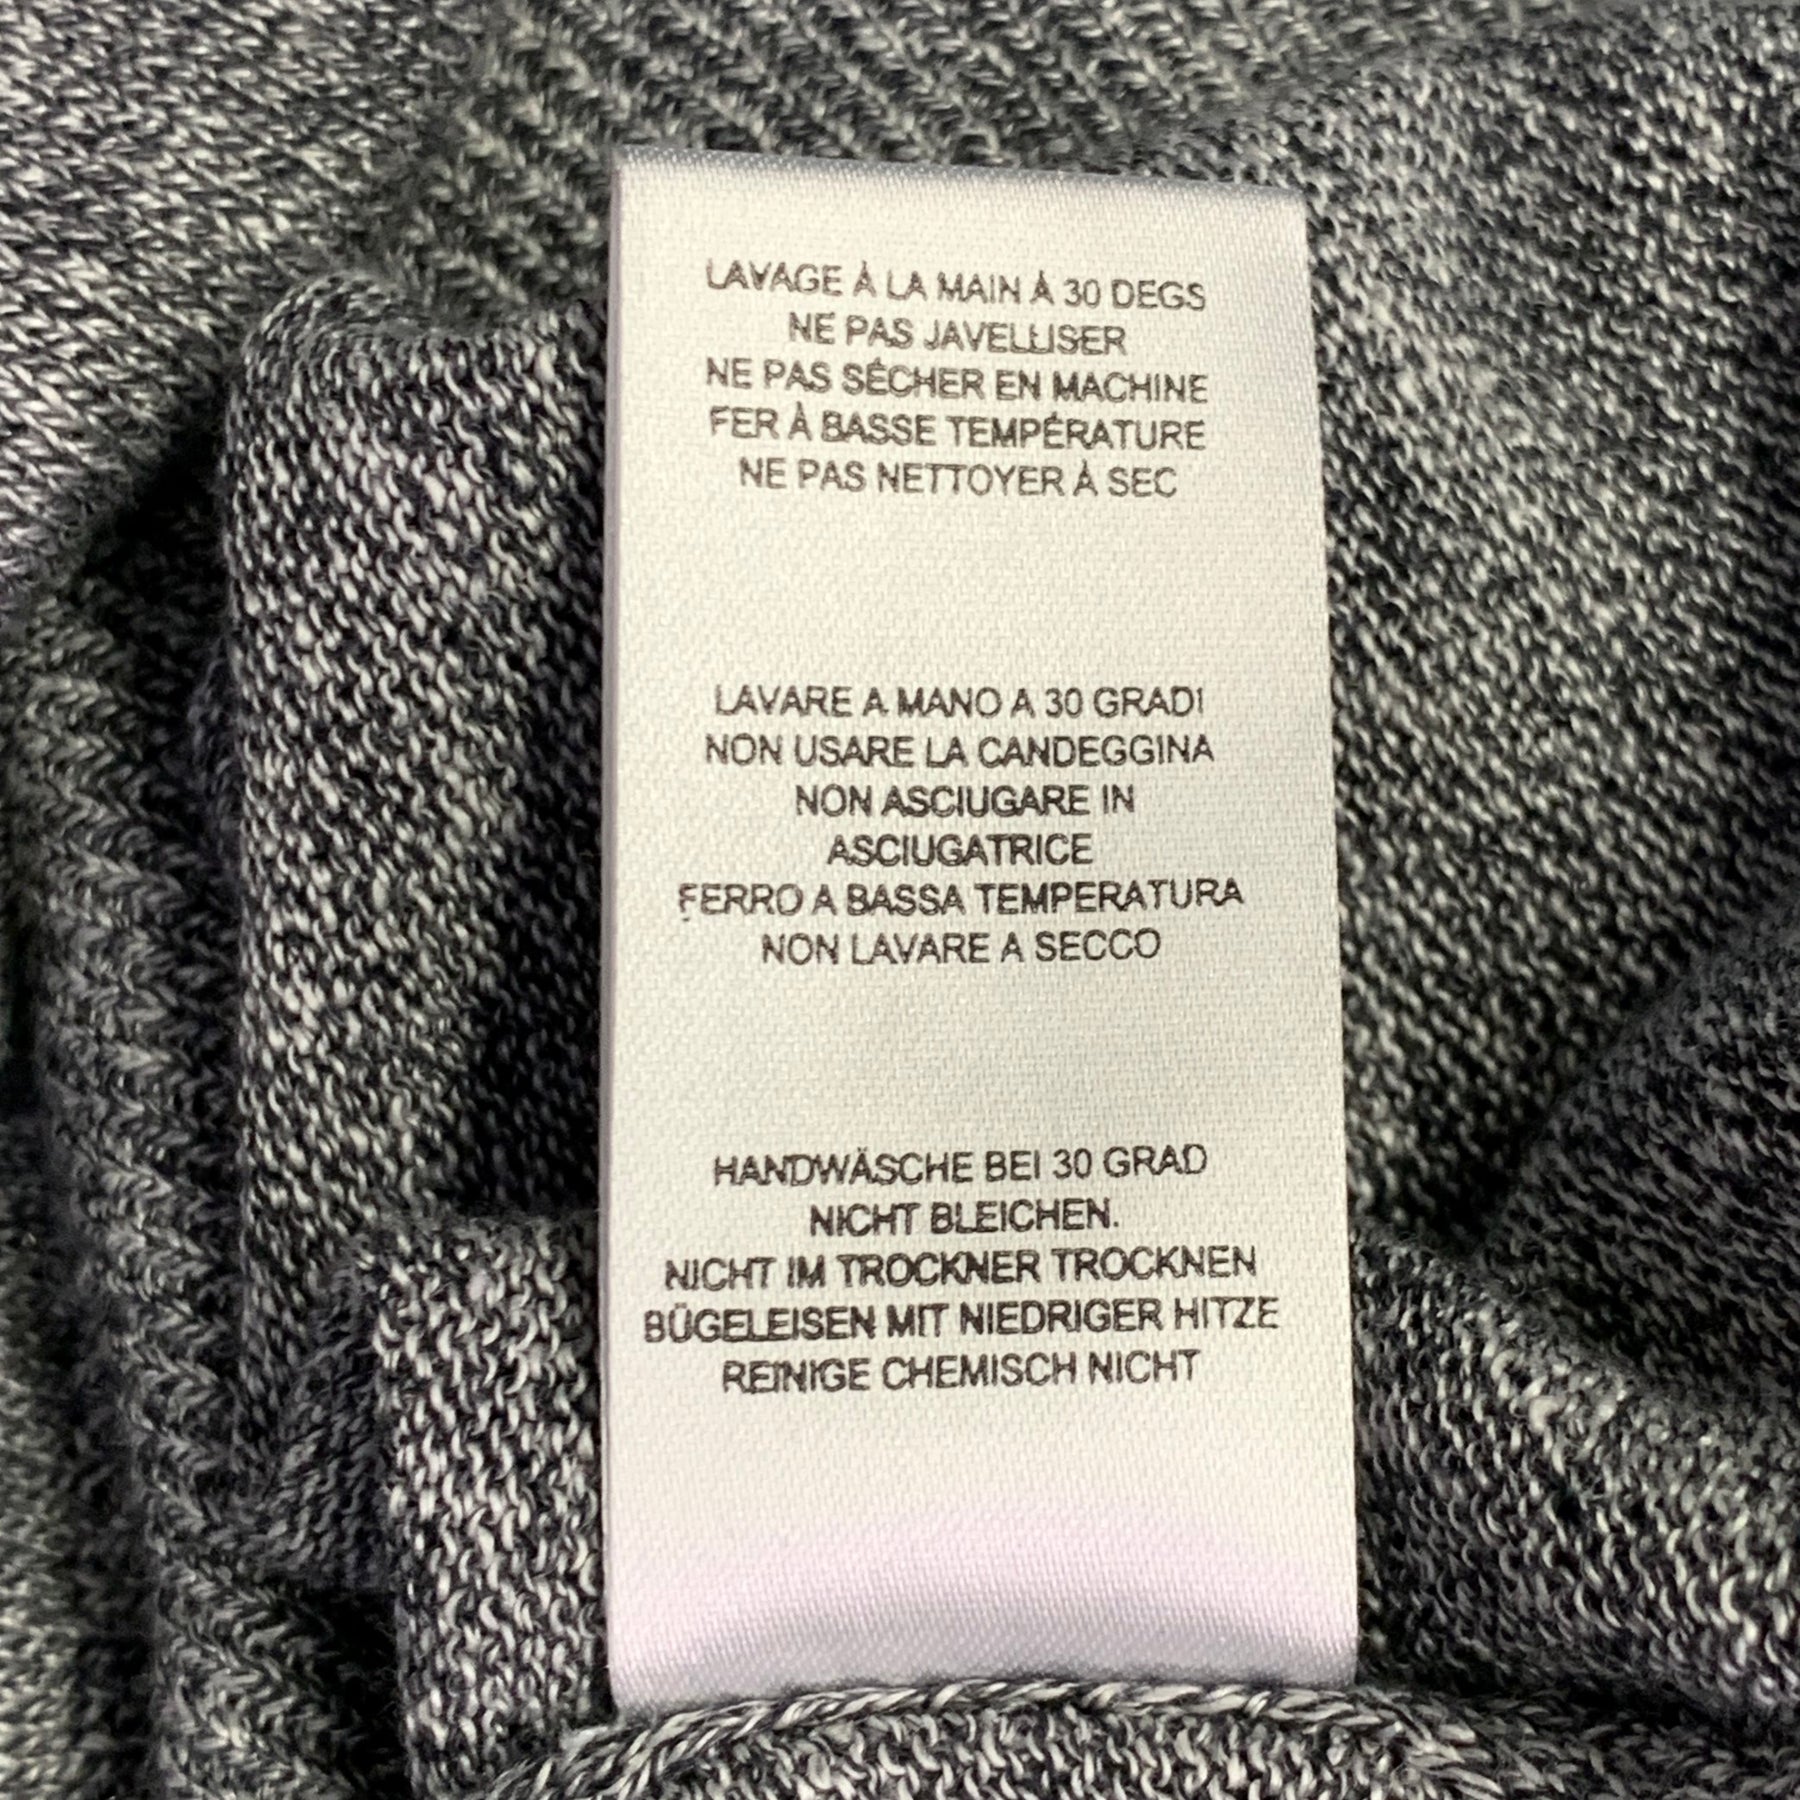 LAVAGE À LA MAIN À 30 DEGS
NE PAS JAVELLISER
NE PAS SÉCHER EN MACHINE
FER À BASSE TEMPÉRATURE
NE PAS NETTOYER À SEC
LAVARE A MANO A 30 GRADI
NON USARE LA CANDEGGINA
NON ASCIUGARE IN
ASCIUGATRICE
FERRO A BASSA TEMPERATURA
NON LAVARE A SECCO
HANDWÄSCHE BEI 30 GRAD
NICHT BLEICHEN.
NICHT IM TROCKNER TROCKNEN
BÜGELEISEN MIT NIEDRIGER HITZE
REINIGE CHEMISCH NICHT